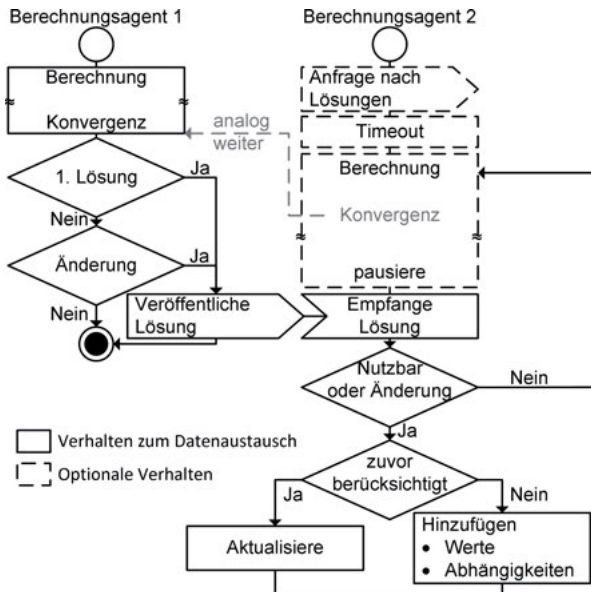 Berechnungsagent 1
Berechnungsagent 2
Berechnung
Konvergenz
Anfrage nach
Lösungen
Timeout
analog
weiter
Berechnung
Konvergenz
pausiere
1. Lösung
Ja
Nein
Änderung
Ja
Nein
Veröffentliche
Lösung
Empfange
Lösung
Nutzbar
oder Änderung
Nein
Ja
zuvor
berücksichtigt
Ja
Nein
Verhalten zum Datenaustausch
Optionale Verhalten
Aktualisiere
Hinzufügen
• Werte
• Abhängigkeiten